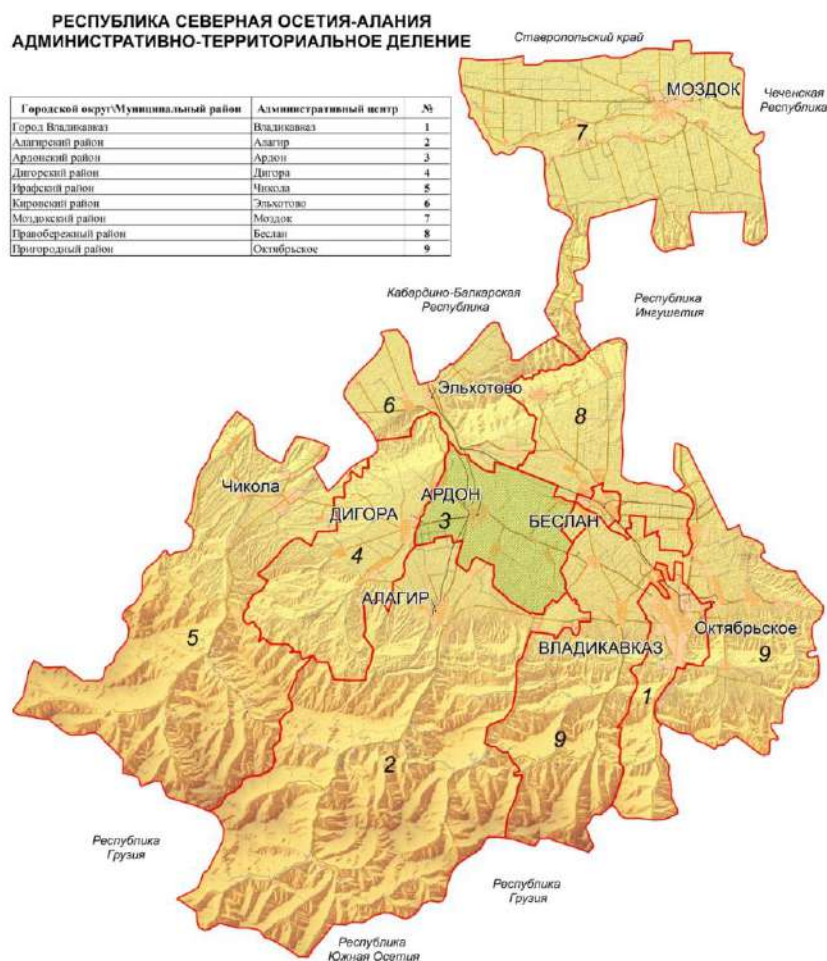 РЕСПУБЛИКА СЕВЕРНАЯ ОСЕТИЯ-АЛАНИЯ
АДМИНИСТРАТИВНО-ТЕРРИТОРИАЛЬНОЕ ДЕЛЕНИЕ
Городской округ\Муниципальный район Административный центр №
Город Владикавказ Владикавказ 1
Алагирский район Алагир 2
Ардонский район Ардон 3
Дигорский район Дигора 4
Ирафский район Чикола 5
Кировский район Эльхотово 6
Моздокский район Моздок 7
Правобережный район Беслан 8
Пригородный район Октябрьское 9
Ставропольский край
МОЗДОК
Чеченская
Республика
7
Кабардино-Балкарская
Республика
Республика
Ингушетия
Эльхотово
6
8
Чикола
АРДОН
ДИГОРА
3
БЕСЛАН
4
АЛАГИР
Октябрьское
5
ВЛАДИКАВКАЗ
9
1
9
2
Республика
Грузия
Республика
Грузия
Республика
Южная Осетия